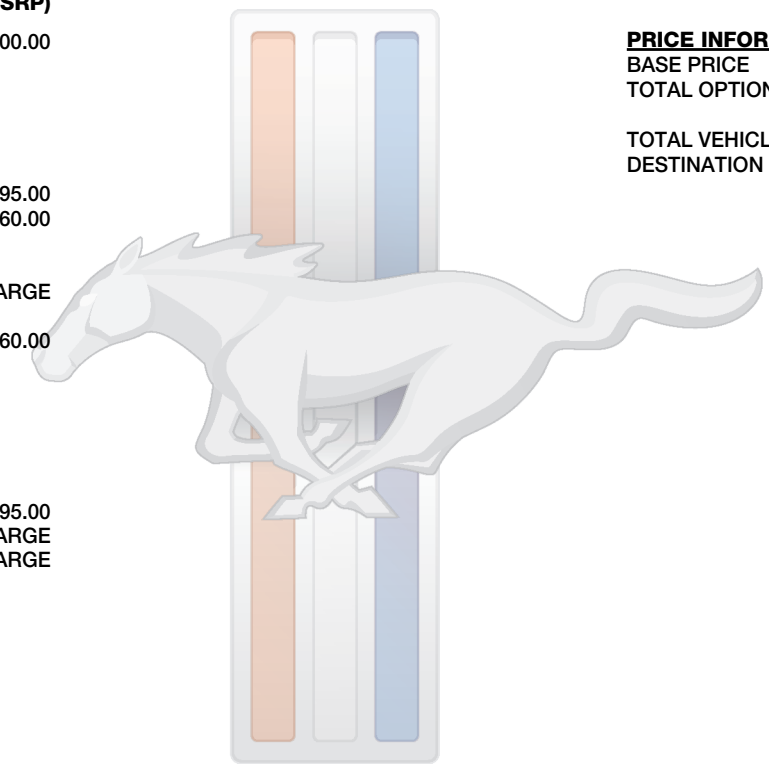 SRP)
00.00
95.00
60.00
ARGE
60.00
95.00
ARGE
ARGE
PRICE INFOR
BASE PRICE
TOTAL OPTION
TOTAL VEHICL
DESTINATION